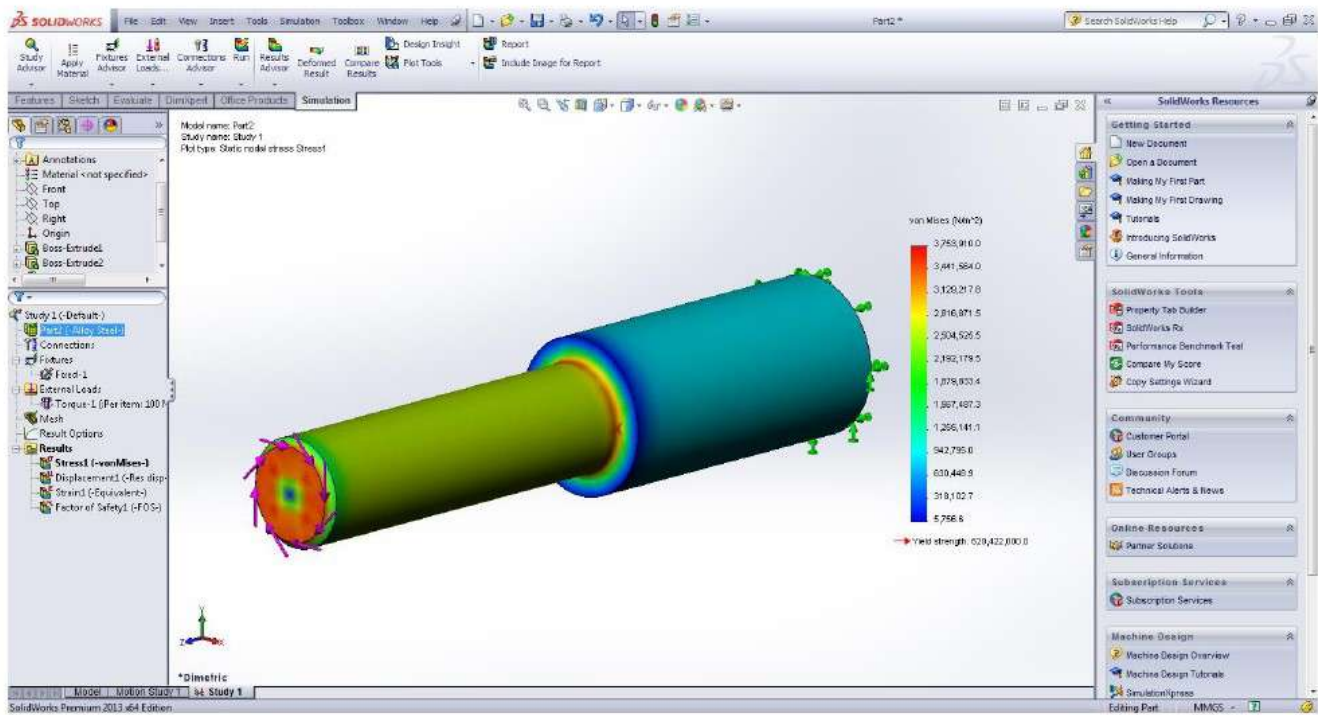 SOLIDWORKS File Edit View Insert Tools Simulation Toolbox Window Help Part2 * Search SolidWorks Help
Study Advisor
Apply Material
Fixtures Advisor
External Loads...
Connections Advisor
Run
Results Advisor
Deformed Result
Compare Results
Design Insight
Plot Tools
Report
Include Image for Report
Features Sketch Evaluate DimXpert Office Products Simulation
Annotations
Material <not specified>
Front
Top
Right
Origin
Boss-Extrude1
Boss-Extrude2
Study 1 (-Default-)
Part2 (-Alloy Steel-)
Connections
Fixtures
Fixed-1
External Loads
Torque-1 (:Per item: 100 N
Mesh
Result Options
Results
Stress1 (-vonMises-)
Displacement1 (-Res disp-
Strain1 (-Equivalent-)
Factor of Safety1 (-FOS-)
Model name: Part2
Study name: Study 1
Plot type: Static nodal stress Stress1
von Mises (N/m^2)
3,753,910.0
3,441,564.0
3,129,217.8
2,816,871.5
2,504,525.5
2,192,179.5
1,879,833.4
1,567,487.3
1,255,141.1
942,795.0
630,448.9
318,102.7
5,756.6
Yield strength: 620,422,000.0
*Dimetric
Model Motion Study 1 Study 1
SolidWorks Premium 2013 x64 Edition
Editing Part MMGS
SolidWorks Resources
Getting Started
New Document
Open a Document
Making My First Part
Making My First Drawing
Tutorials
Introducing SolidWorks
General Information
SolidWorks Tools
Property Tab Builder
SolidWorks Rx
Performance Benchmark Test
Compare My Score
Copy Settings Wizard
Community
Customer Portal
User Groups
Discussion Forum
Technical Alerts & News
Online Resources
Partner Solutions
Subscription Services
Subscription Services
Machine Design
Machine Design Overview
Machine Design Tutorials
SimulationXpress